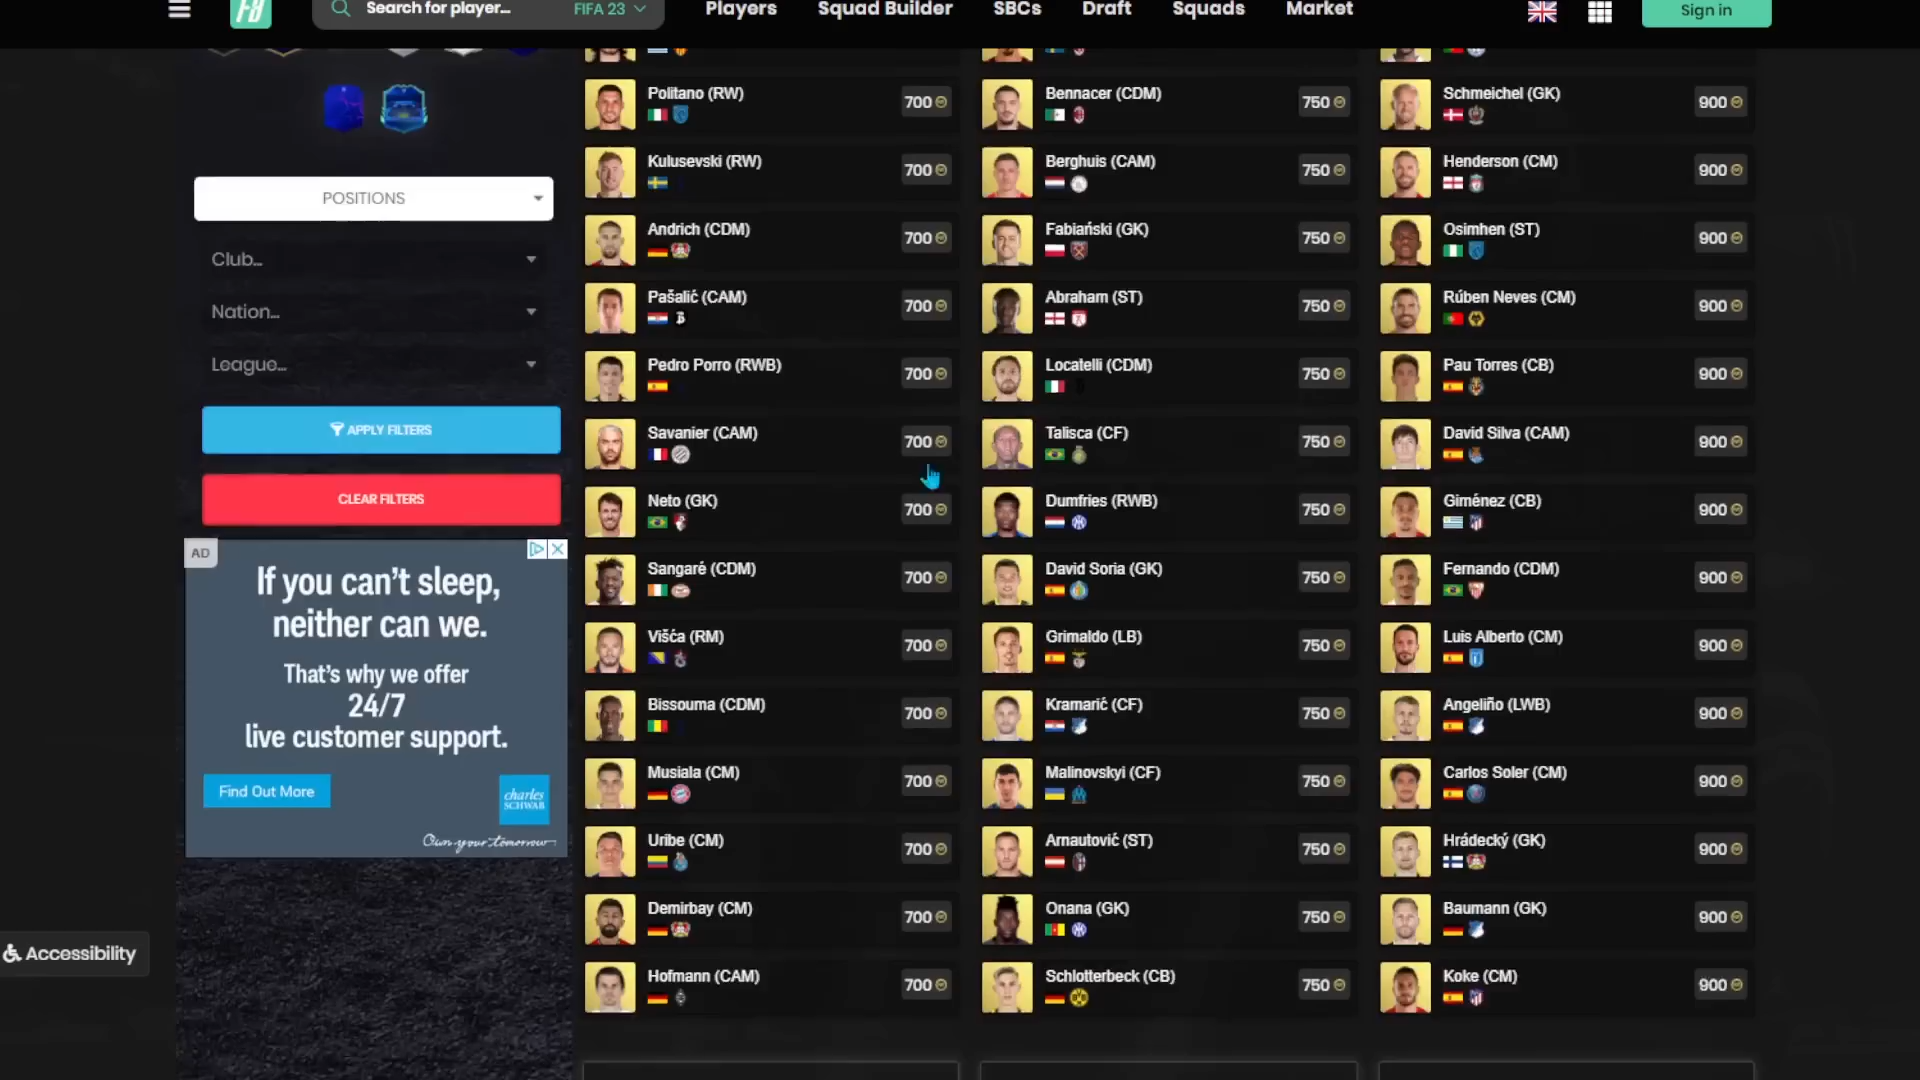 F8
Search for player...
FIFA 23
Players
Squad Builder
SBCs
Draft
Squads
Market
Sign in
POSITIONS
Club...
Nation...
League...
APPLY FILTERS
CLEAR FILTERS
AD
If you can't sleep,
neither can we.
That's why we offer
24/7
live customer support.
Find Out More
charles
SCHWAB
Own your tomorrow
Accessibility
Politano (RW)
700
Kulusevski (RW)
700
Andrich (CDM)
700
Pašalić (CAM)
700
Pedro Porro (RWB)
700
Savanier (CAM)
700
Neto (GK)
700
Sangaré (CDM)
700
Višća (RM)
700
Bissouma (CDM)
700
Musiala (CM)
700
Uribe (CM)
700
Demirbay (CM)
700
Hofmann (CAM)
700
Bennacer (CDM)
750
Berghuis (CAM)
750
Fabiański (GK)
750
Abraham (ST)
750
Locatelli (CDM)
750
Talisca (CF)
750
Dumfries (RWB)
750
David Soria (GK)
750
Grimaldo (LB)
750
Kramarić (CF)
750
Malinovskyi (CF)
750
Arnautović (ST)
750
Onana (GK)
750
Schlotterbeck (CB)
750
Schmeichel (GK)
900
Henderson (CM)
900
Osimhen (ST)
900
Rúben Neves (CM)
900
Pau Torres (CB)
900
David Silva (CAM)
900
Giménez (CB)
900
Fernando (CDM)
900
Luis Alberto (CM)
900
Angeliño (LWB)
900
Carlos Soler (CM)
900
Hrádecký (GK)
900
Baumann (GK)
900
Koke (CM)
900